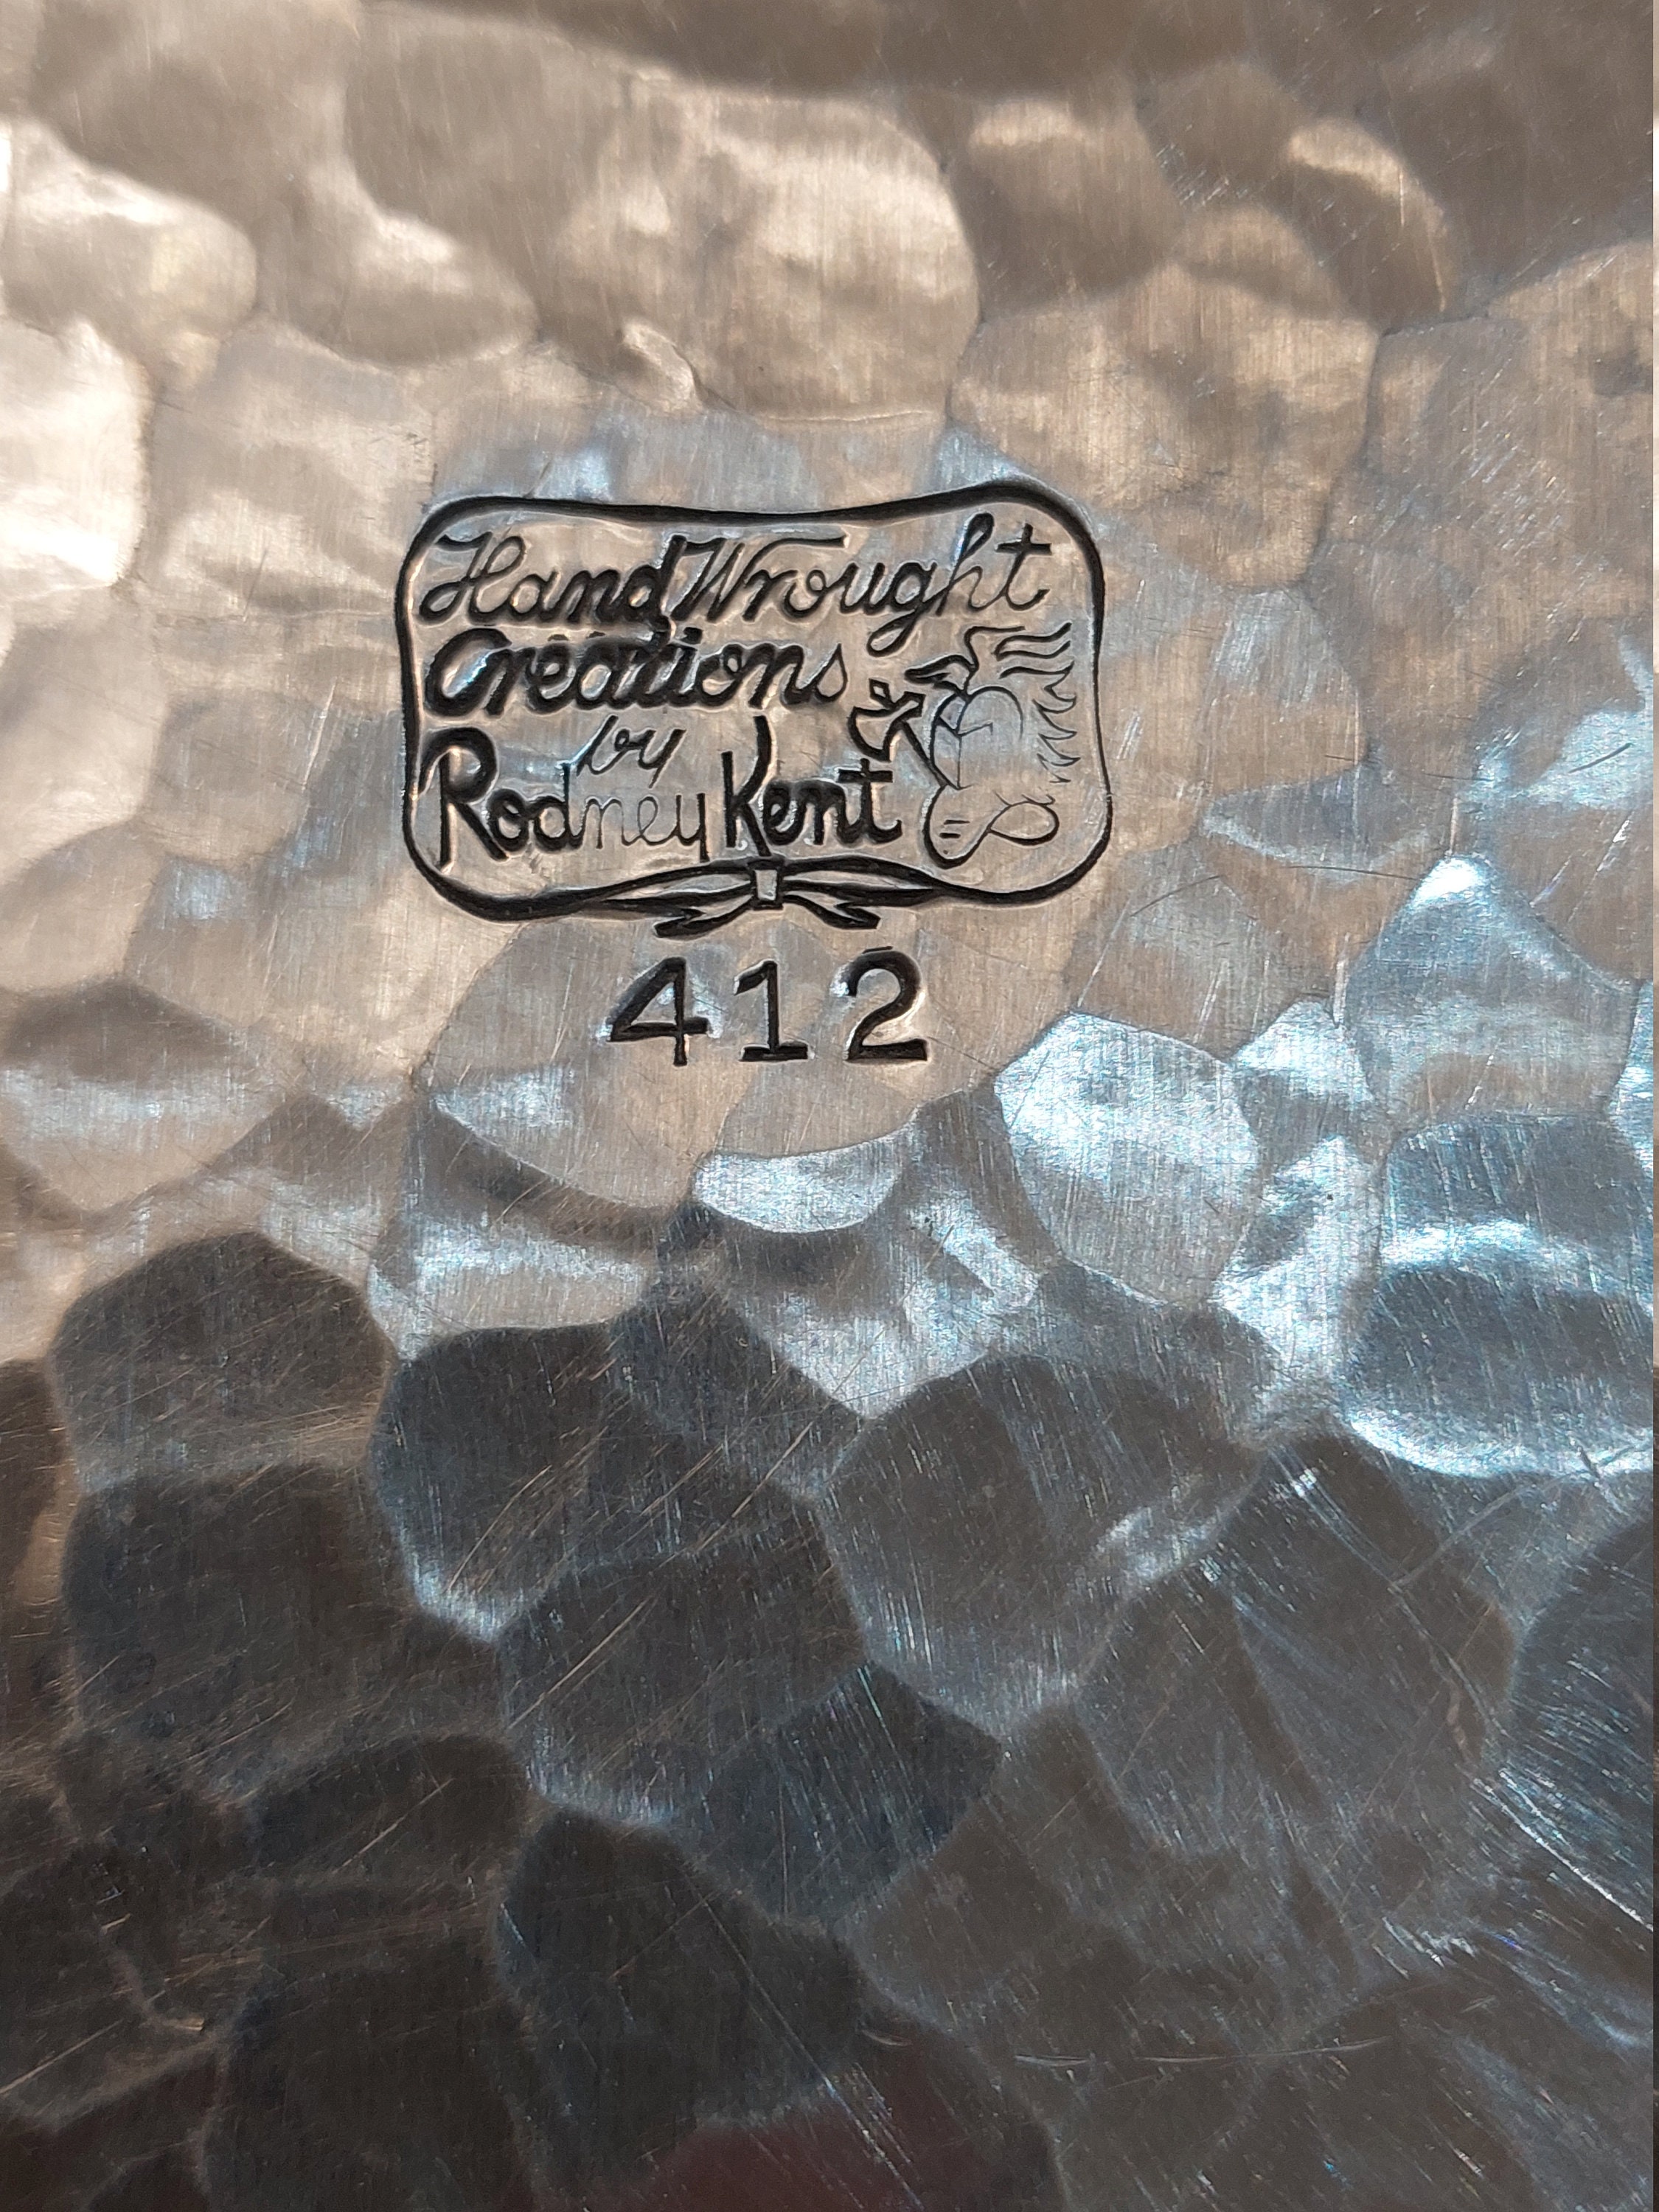 Hand Wrought
Creations
by
Rodney Kent
412